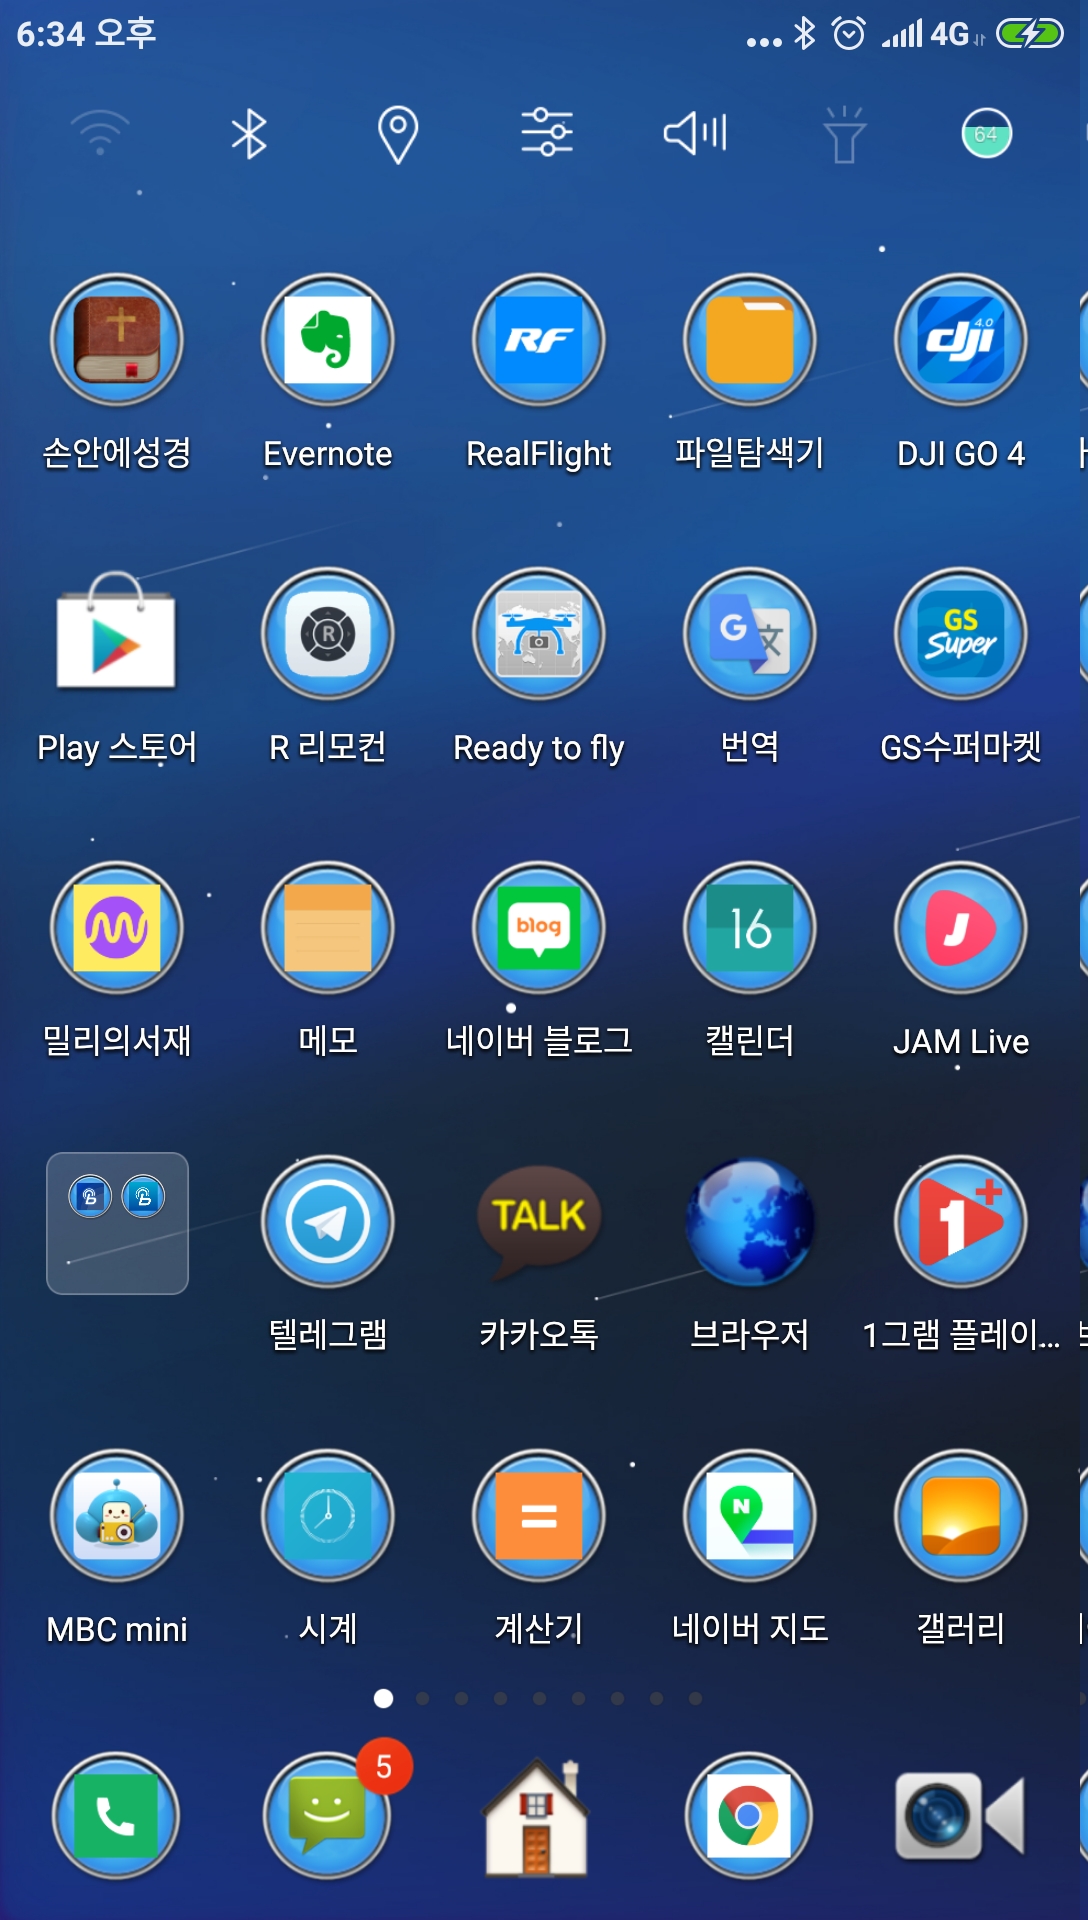 6:34 오후
4G
64
4.0
dji
RF
손안에성경
Evernote
RealFlight
파일탐색기
DJI GO 4
R
G
GS
Super
Play 스토어
R 리모컨
Ready to fly
번역
GS수퍼마켓
blog
16
J
밀리의서재
메모
네이버 블로그
캘린더
JAM Live
TALK
1+
텔레그램
카카오톡
브라우저
1그램 플레이...
N
MBC mini
시계
계산기
네이버 지도
갤러리
5